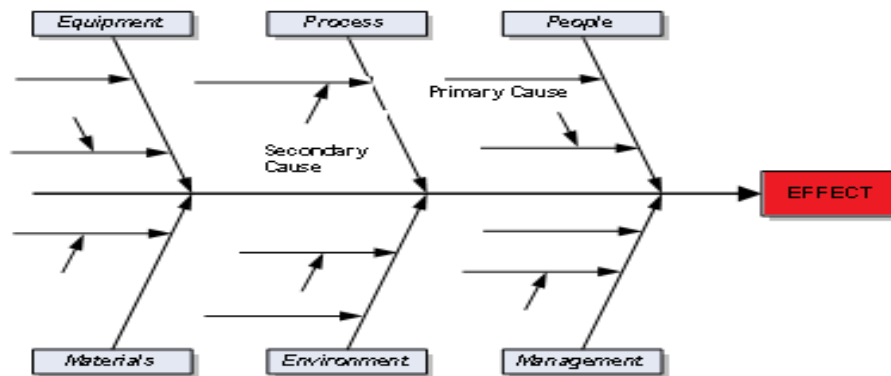 Equipment
Process
People
Primary Cause
Secondary
Cause
EFFECT
Materials
Environment
Management